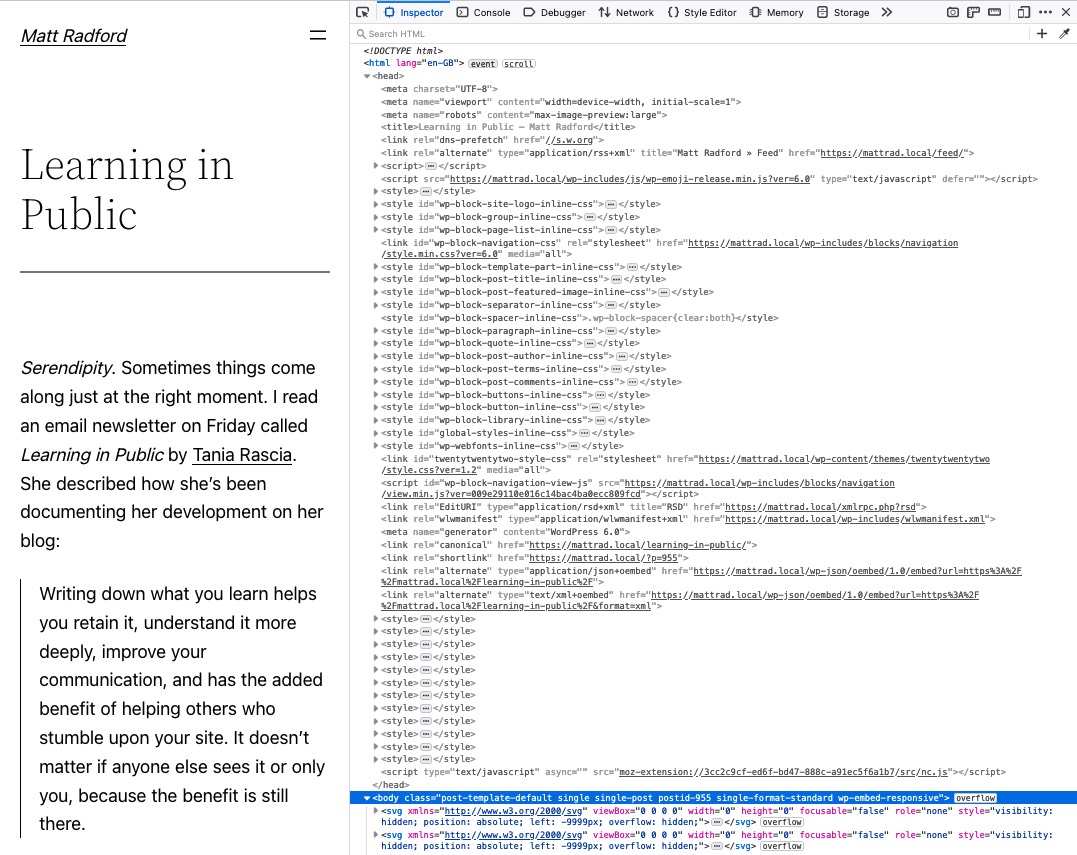 Matt Radford
Learning in
Public
Serendipity. Sometimes things come
along just at the right moment. I read
an email newsletter on Friday called
Learning in Public by Tania Rascia.
She described how she’s been
documenting her development on her
blog:
Writing down what you learn helps
you retain it, understand it more
deeply, improve your
communication, and has the added
benefit of helping others who
stumble upon your site. It doesn’t
matter if anyone else sees it or only
you, because the benefit is still
there.
Inspector Console Debugger Network Style Editor Memory Storage
Search HTML
<!DOCTYPE html>
<html lang="en-GB"> event scroll
<head>
<meta charset="UTF-8">
<meta name="viewport" content="width=device-width, initial-scale=1">
<meta name="robots" content="max-image-preview:large">
<title>Learning in Public – Matt Radford</title>
<link rel="dns-prefetch" href="//s.w.org">
<link rel="alternate" type="application/rss+xml" title="Matt Radford » Feed" href="https://mattrad.local/feed/">
<script>…</script>
<script src="https://mattrad.local/wp-includes/js/wp-emoji-release.min.js?ver=6.0" type="text/javascript" defer=""></script>
<style>…</style>
<style id="wp-block-site-logo-inline-css">…</style>
<style id="wp-block-group-inline-css">…</style>
<style id="wp-block-page-list-inline-css">…</style>
<link id="wp-block-navigation-css" rel="stylesheet" href="https://mattrad.local/wp-includes/blocks/navigation
/style.min.css?ver=6.0" media="all">
<style id="wp-block-template-part-inline-css">…</style>
<style id="wp-block-post-title-inline-css">…</style>
<style id="wp-block-post-featured-image-inline-css">…</style>
<style id="wp-block-separator-inline-css">…</style>
<style id="wp-block-spacer-inline-css">.wp-block-spacer{clear:both}</style>
<style id="wp-block-paragraph-inline-css">…</style>
<style id="wp-block-quote-inline-css">…</style>
<style id="wp-block-post-author-inline-css">…</style>
<style id="wp-block-post-terms-inline-css">…</style>
<style id="wp-block-post-comments-inline-css">…</style>
<style id="wp-block-buttons-inline-css">…</style>
<style id="wp-block-button-inline-css">…</style>
<style id="wp-block-library-inline-css">…</style>
<style id="global-styles-inline-css">…</style>
<style id="wp-webfonts-inline-css">…</style>
<link id="twentytwentytwo-style-css" rel="stylesheet" href="https://mattrad.local/wp-content/themes/twentytwentytwo
/style.css?ver=1.2" media="all">
<script id="wp-block-navigation-view-js" src="https://mattrad.local/wp-includes/blocks/navigation
/view.min.js?ver=009e29110e016c14bac4ba0ecc809fcd"></script>
<link rel="EditURI" type="application/rsd+xml" title="RSD" href="https://mattrad.local/xmlrpc.php?rsd">
<link rel="wlwmanifest" type="application/wlwmanifest+xml" href="https://mattrad.local/wp-includes/wlwmanifest.xml">
<meta name="generator" content="WordPress 6.0">
<link rel="canonical" href="https://mattrad.local/learning-in-public/">
<link rel="shortlink" href="https://mattrad.local/?p=955">
<link rel="alternate" type="application/json+oembed" href="https://mattrad.local/wp-json/oembed/1.0/embed?url=https%3A%2F
%2Fmattrad.local%2Flearning-in-public%2F">
<link rel="alternate" type="text/xml+oembed" href="https://mattrad.local/wp-json/oembed/1.0/embed?url=https%3A%2F
%2Fmattrad.local%2Flearning-in-public%2F&format=xml">
<style>…</style>
<style>…</style>
<style>…</style>
<style>…</style>
<style>…</style>
<style>…</style>
<style>…</style>
<style>…</style>
<style>…</style>
<style>…</style>
<style>…</style>
<style>…</style>
<script type="text/javascript" async="" src="moz-extension://3cc2c9cf-ed6f-bd47-888c-a91ec5f6a1b7/src/nc.js"></script>
</head>
<body class="post-template-default single single-post postid-955 single-format-standard wp-embed-responsive"> overflow
<svg xmlns="http://www.w3.org/2000/svg" viewBox="0 0 0 0" width="0" height="0" focusable="false" role="none" style="visibility:
hidden; position: absolute; left: -9999px; overflow: hidden;">…</svg> overflow
<svg xmlns="http://www.w3.org/2000/svg" viewBox="0 0 0 0" width="0" height="0" focusable="false" role="none" style="visibility:
hidden; position: absolute; left: -9999px; overflow: hidden;">…</svg> overflow